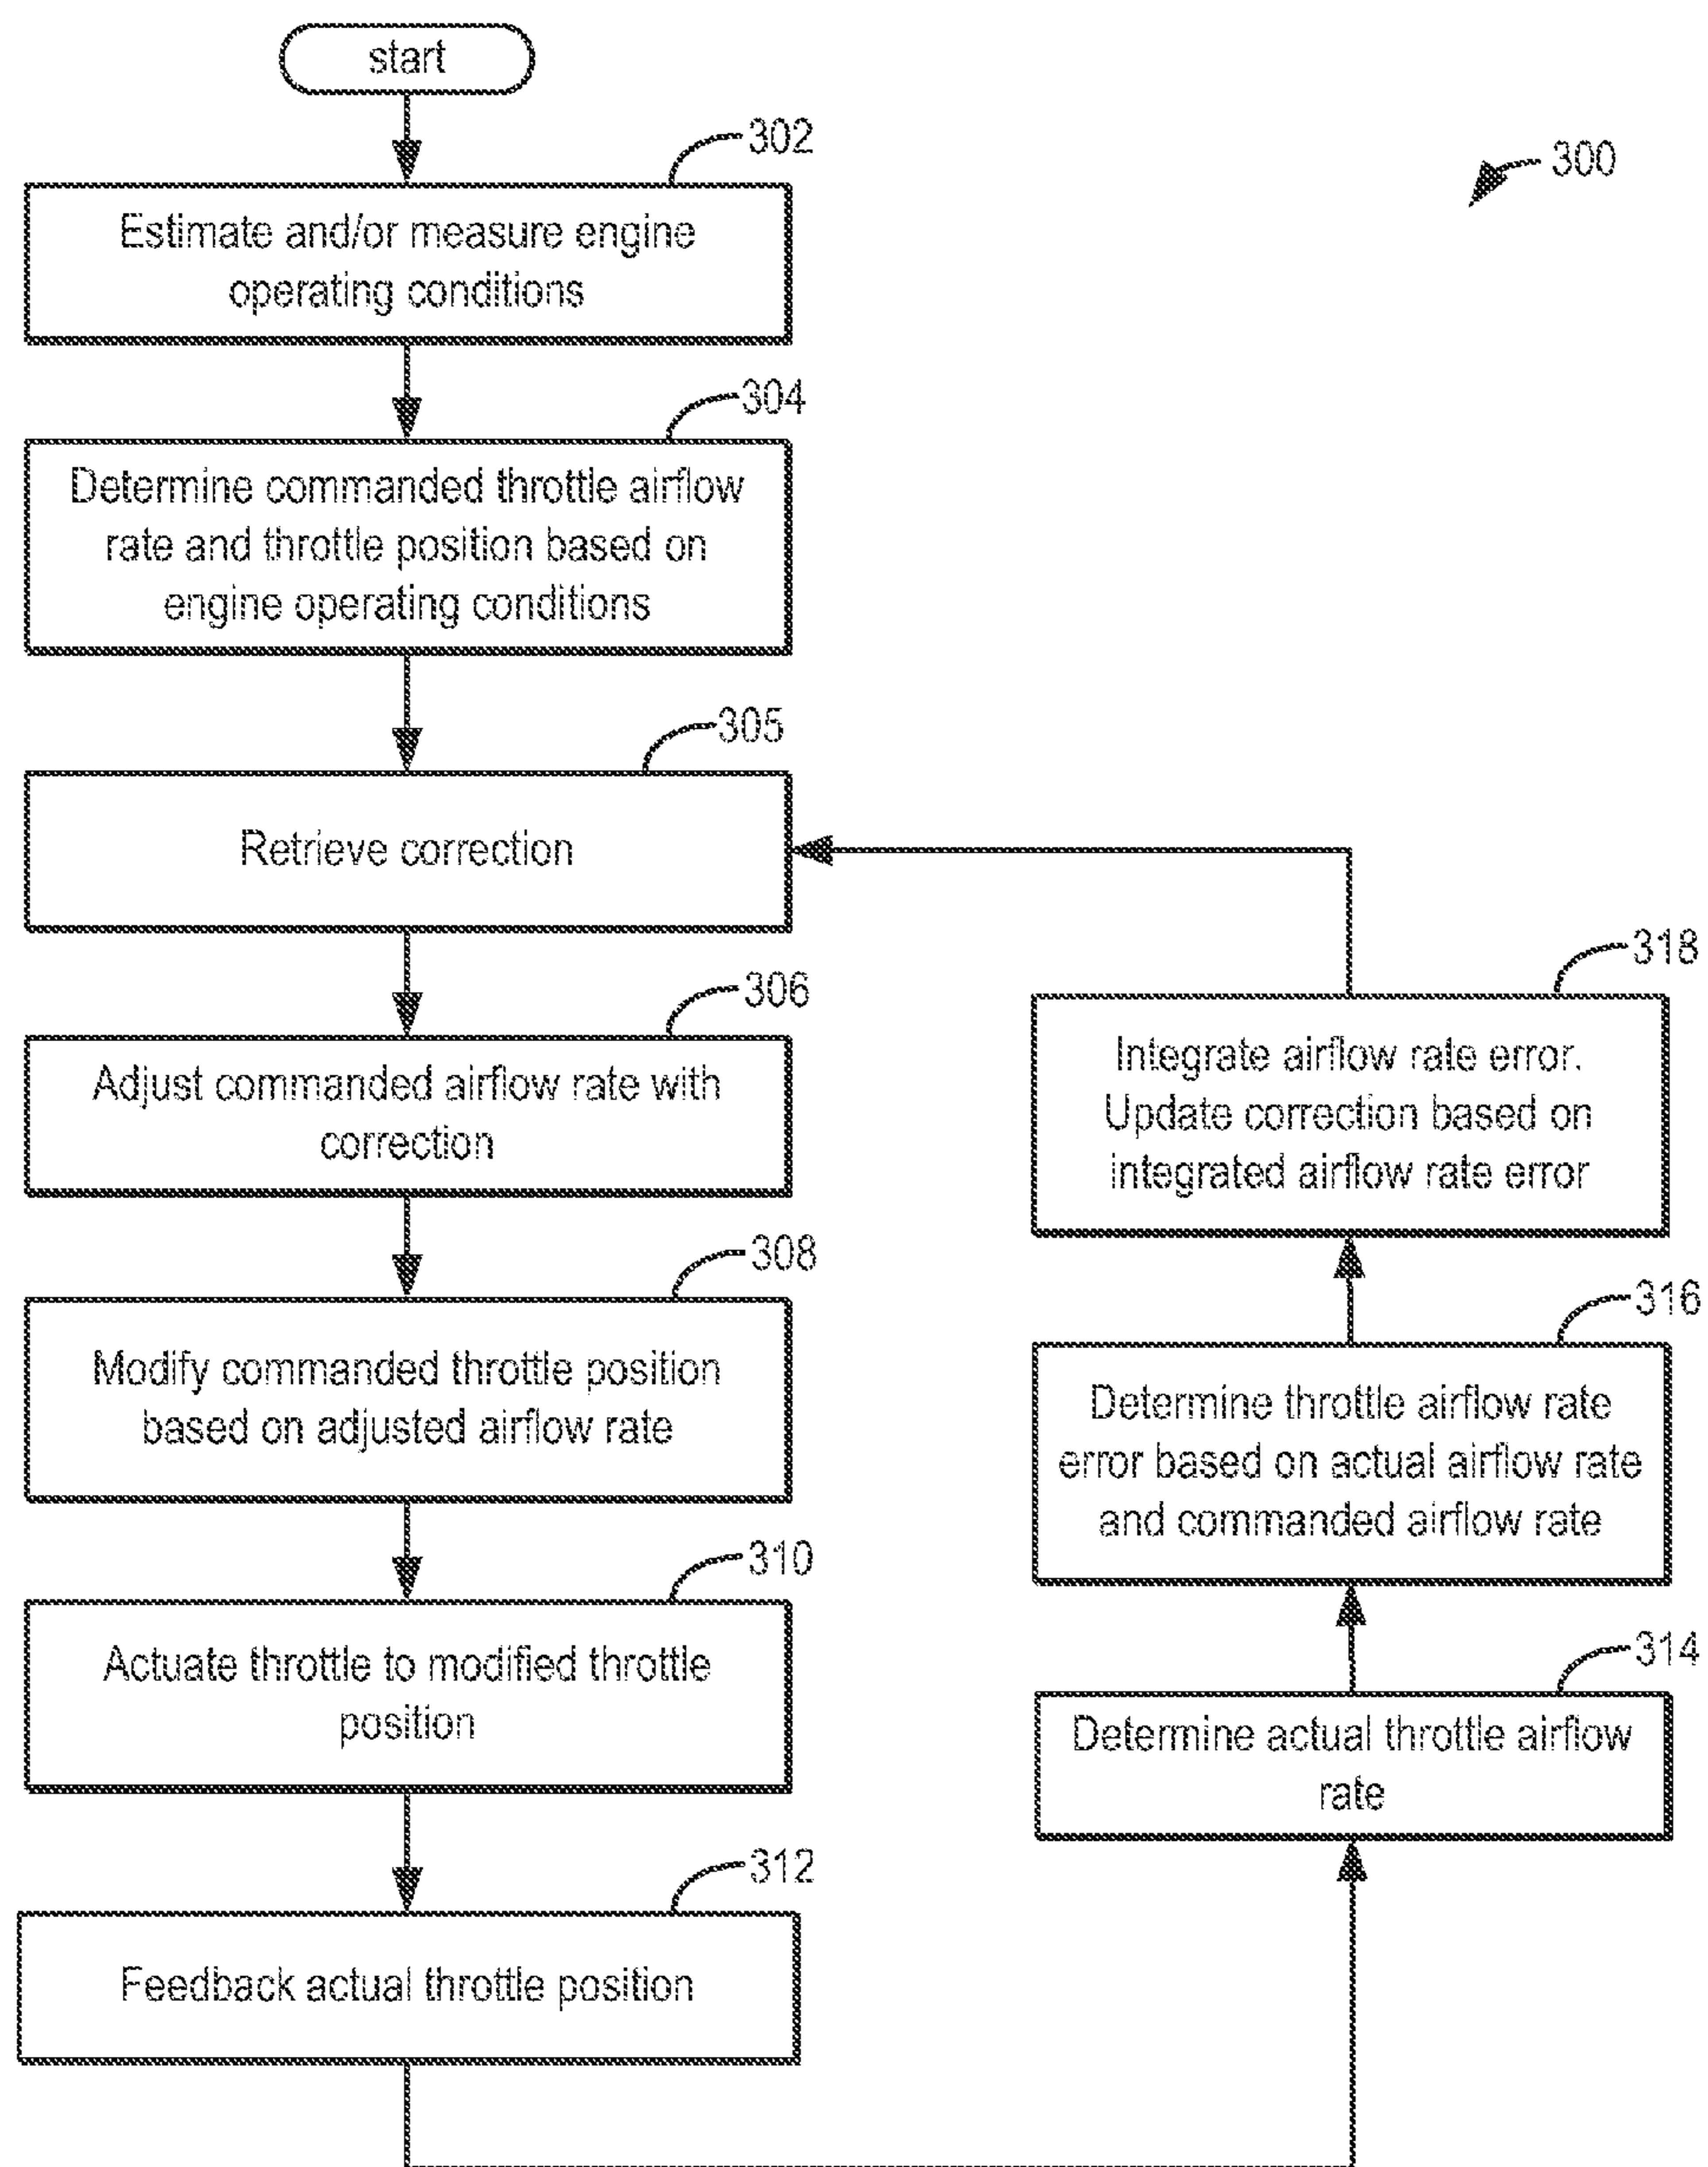 start
302
300
Estimate and/or measure engine
operating conditions
304
Determine commanded throttle airflow
rate and throttle position based on
engine operating conditions
305
Retrieve correction
306
Adjust commanded airflow rate with
correction
308
Modify commanded throttle position
based on adjusted airflow rate
310
Actuate throttle to modified throttle
position
312
Feedback actual throttle position
318
Integrate airflow rate error.
Update correction based on
integrated airflow rate error
316
Determine throttle airflow rate
error based on actual airflow rate
and commanded airflow rate
314
Determine actual throttle airflow
rate